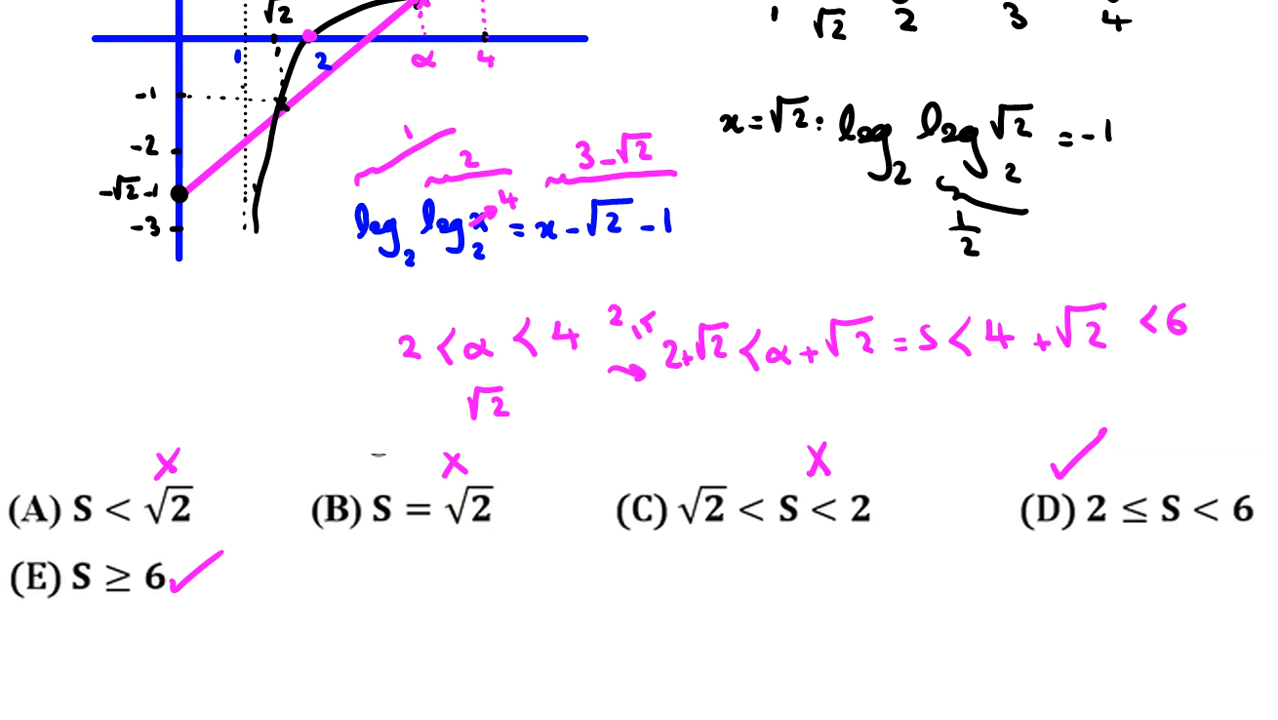 √2
1 √2 2 3 4
1 2 α 4
-1
x=√2: log₂ log₂√2 = -1
-2
1/2
-√2-1
-3
1 2 3-√2
log₂ log₂x = x-√2-1
4
2<α<4 → 2+√2<α+√2=S<4+√2 <6
√2
x x x ✓
(A) S < √2 (B) S = √2 (C) √2 < S < 2 (D) 2 ≤ S < 6
(E) S ≥ 6 ✓